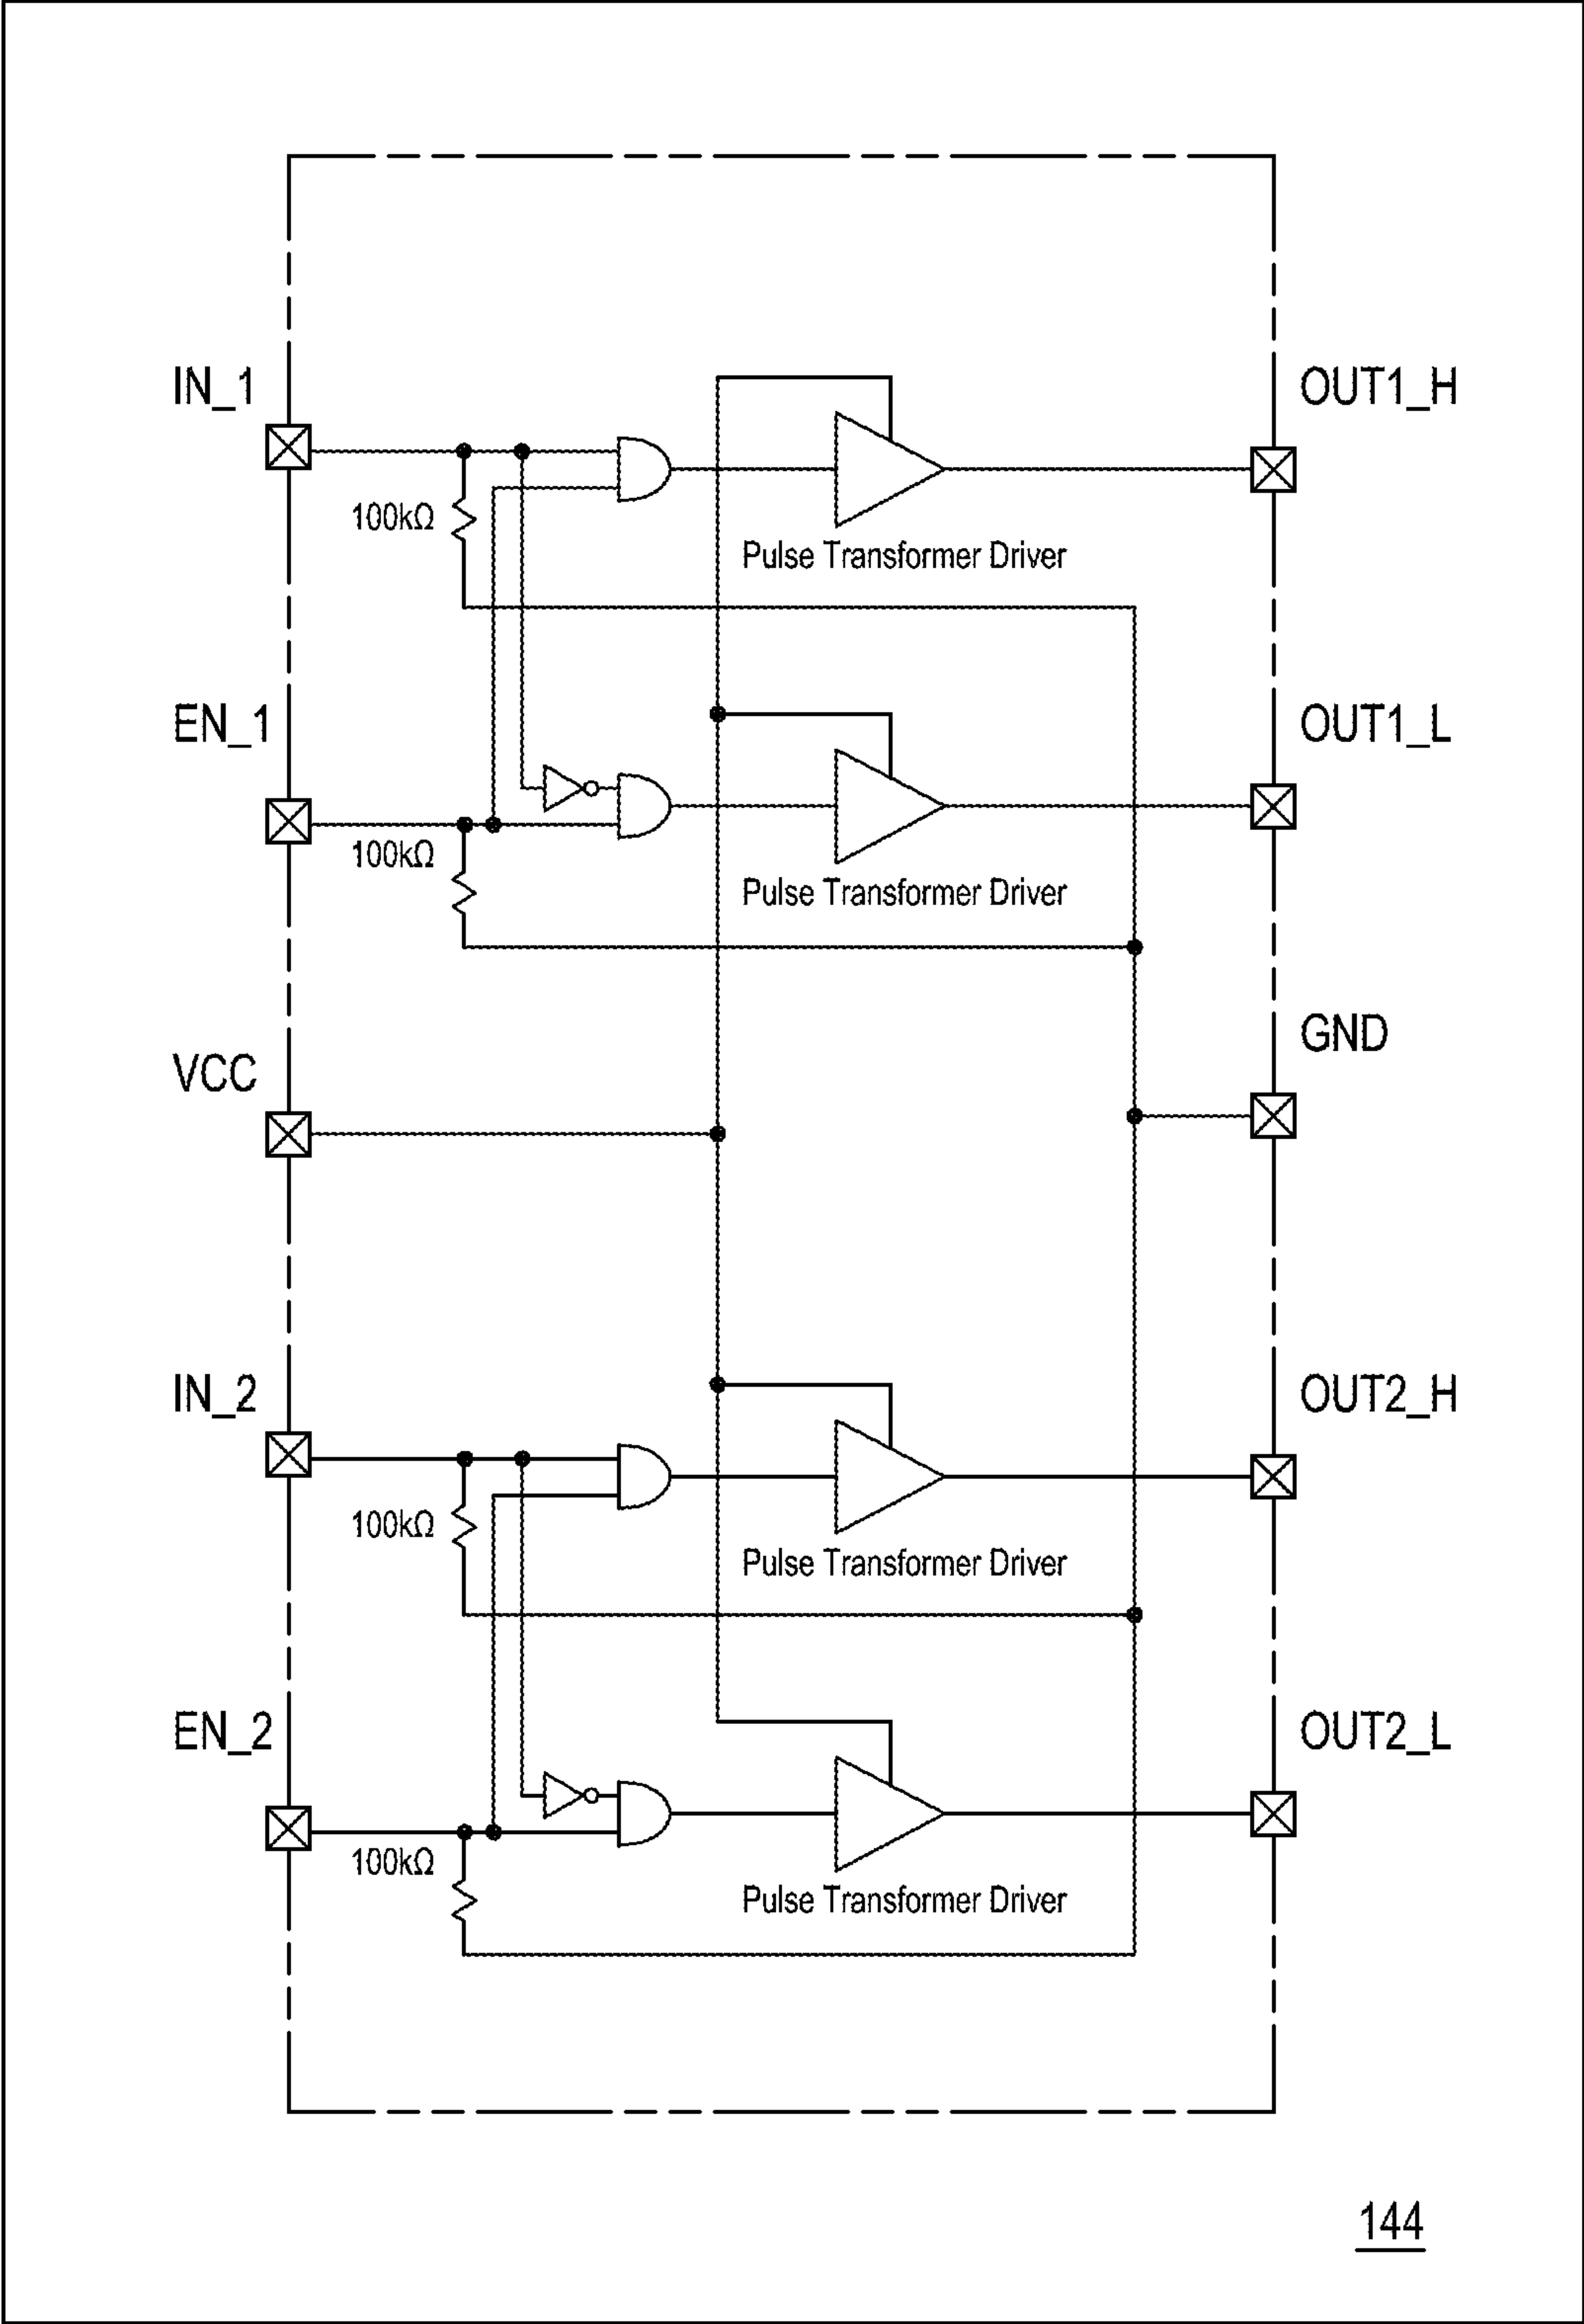 IN_1
OUT1_H
100kΩ
Pulse Transformer Driver
EN_1
OUT1_L
100kΩ
Pulse Transformer Driver
GND
VCC
IN_2
OUT2_H
100kΩ
Pulse Transformer Driver
EN_2
OUT2_L
100kΩ
Pulse Transformer Driver
144